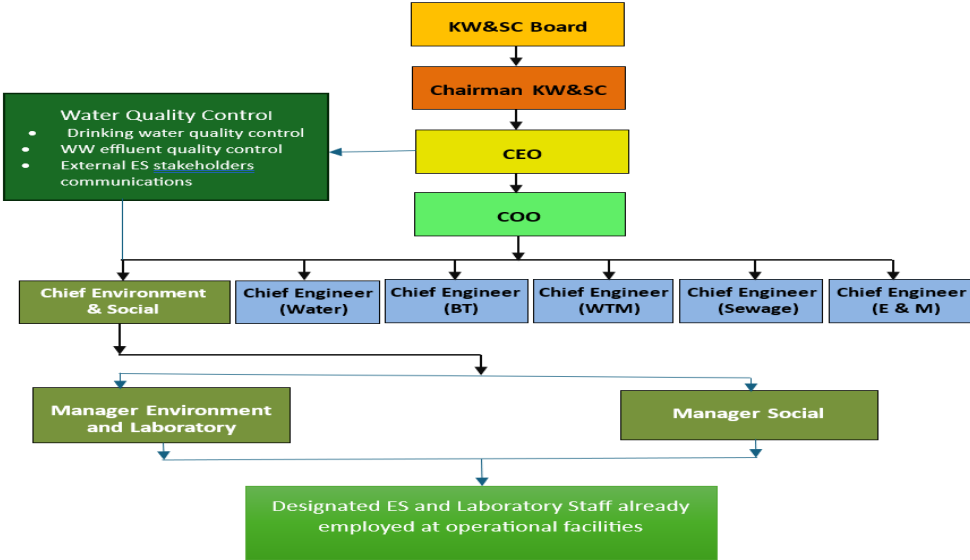 KW&SC Board
Chairman KW&SC
Water Quality Control
• Drinking water quality control
• WW effluent quality control
• External ES stakeholders
communications
CEO
COO
Chief Environment
& Social
Chief Engineer
(Water)
Chief Engineer
(BT)
Chief Engineer
(WTM)
Chief Engineer
(Sewage)
Chief Engineer
(E & M)
Manager Environment
and Laboratory
Manager Social
Designated ES and Laboratory Staff already
employed at operational facilities